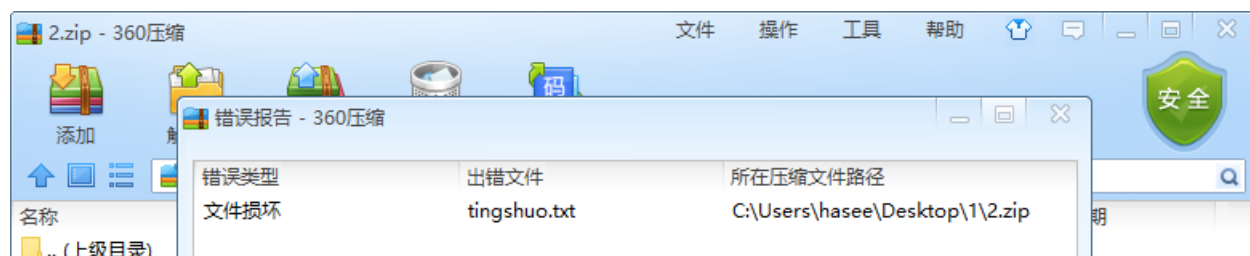 2.zip - 360压缩
文件 操作 工具 帮助
码
安全
添加
错误报告 - 360压缩
错误类型 出错文件 所在压缩文件路径
文件损坏 tingshuo.txt C:\Users\hasee\Desktop\1\2.zip
名称
期
.. (上级目录)